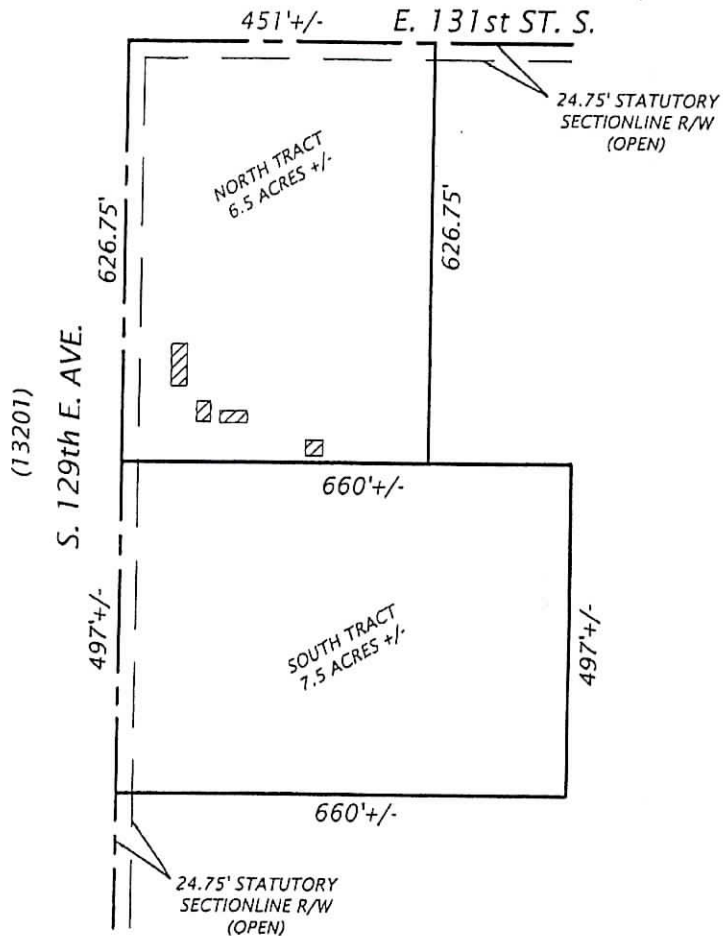 451'+/-
E. 131st ST. S.
24.75' STATUTORY
SECTIONLINE R/W
(OPEN)
NORTH TRACT
6.5 ACRES +/-
626.75'
626.75'
(13201)
S. 129th E. AVE.
660'+/-
497'+/-
SOUTH TRACT
7.5 ACRES +/-
497'+/-
660'+/-
24.75' STATUTORY
SECTIONLINE R/W
(OPEN)